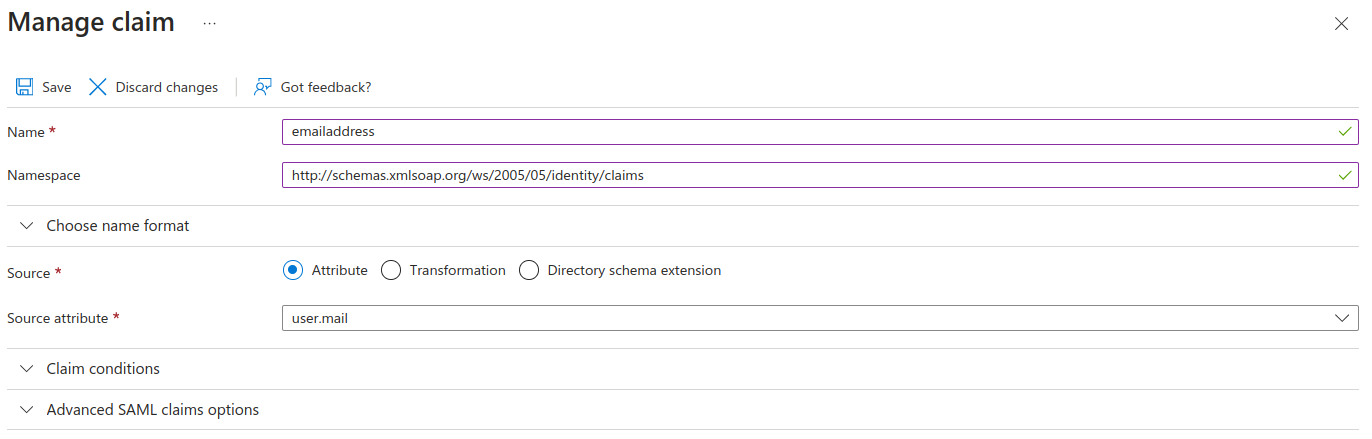 Manage claim ...
Save Discard changes Got feedback?
Name * emailaddress
Namespace http://schemas.xmlsoap.org/ws/2005/05/identity/claims
Choose name format
Source * Attribute Transformation Directory schema extension
Source attribute * user.mail
Claim conditions
Advanced SAML claims options